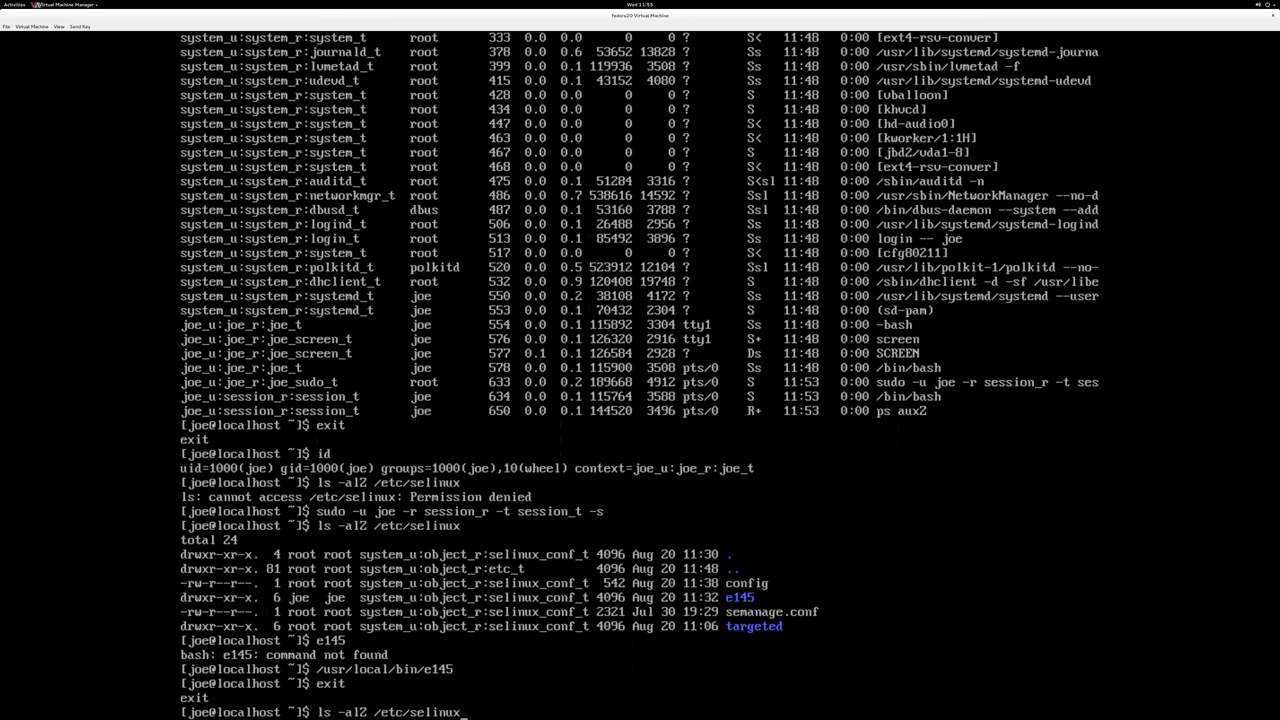 Activities Virtual Machine Manager Wed 11:55
Fedora20 Virtual Machine
File Virtual Machine View Send Key
system_u:system_r:system_t root 333 0.0 0.0 0 0 ? S< 11:48 0:00 [ext4-rsv-conver]
system_u:system_r:journald_t root 378 0.0 0.6 53652 13828 ? Ss 11:48 0:00 /usr/lib/systemd/systemd-journa
system_u:system_r:lvmetad_t root 399 0.0 0.1 119936 3508 ? Ss 11:48 0:00 /usr/sbin/lvmetad -f
system_u:system_r:udevd_t root 415 0.0 0.1 43152 4080 ? Ss 11:48 0:00 /usr/lib/systemd/systemd-udevd
system_u:system_r:system_t root 428 0.0 0.0 0 0 ? S 11:48 0:00 [vballoon]
system_u:system_r:system_t root 434 0.0 0.0 0 0 ? S 11:48 0:00 [khvcd]
system_u:system_r:system_t root 447 0.0 0.0 0 0 ? S< 11:48 0:00 [hd-audio0]
system_u:system_r:system_t root 463 0.0 0.0 0 0 ? S< 11:48 0:00 [kworker/1:1H]
system_u:system_r:system_t root 467 0.0 0.0 0 0 ? S 11:48 0:00 [jbd2/vda1-8]
system_u:system_r:system_t root 468 0.0 0.0 0 0 ? S< 11:48 0:00 [ext4-rsv-conver]
system_u:system_r:auditd_t root 475 0.0 0.1 51284 3316 ? S<sl 11:48 0:00 /sbin/auditd -n
system_u:system_r:networkmgr_t root 486 0.0 0.7 538616 14592 ? Ssl 11:48 0:00 /usr/sbin/NetworkManager --no-d
system_u:system_r:dbusd_t dbus 487 0.0 0.1 53160 3788 ? Ssl 11:48 0:00 /bin/dbus-daemon --system --add
system_u:system_r:logind_t root 506 0.0 0.1 26488 2956 ? Ss 11:48 0:00 /usr/lib/systemd/systemd-logind
system_u:system_r:login_t root 513 0.0 0.1 85492 3896 ? Ss 11:48 0:00 login -- joe
system_u:system_r:system_t root 517 0.0 0.0 0 0 ? S< 11:48 0:00 [cfg80211]
system_u:system_r:polkitd_t polkitd 520 0.0 0.5 523912 12104 ? Ssl 11:48 0:00 /usr/lib/polkit-1/polkitd --no-
system_u:system_r:dhclient_t root 532 0.0 0.9 120408 19748 ? Ss 11:48 0:00 /sbin/dhclient -d -sf /usr/libe
system_u:system_r:systemd_t joe 550 0.0 0.2 38108 4172 ? Ss 11:48 0:00 /usr/lib/systemd/systemd --user
system_u:system_r:systemd_t joe 553 0.0 0.1 70432 2304 ? S 11:48 0:00 (sd-pam)
joe_u:joe_r:joe_t joe 554 0.0 0.1 115892 3304 tty1 Ss 11:48 0:00 -bash
joe_u:joe_r:joe_screen_t joe 576 0.0 0.1 126320 2916 tty1 S+ 11:48 0:00 screen
joe_u:joe_r:joe_screen_t joe 577 0.1 0.1 126584 2928 ? Ds 11:48 0:00 SCREEN
joe_u:joe_r:joe_t joe 578 0.0 0.1 115900 3508 pts/0 Ss 11:48 0:00 /bin/bash
joe_u:joe_r:joe_sudo_t root 633 0.0 0.2 189668 4912 pts/0 S 11:53 0:00 sudo -u joe -r session_r -t ses
joe_u:session_r:session_t joe 634 0.0 0.1 115764 3588 pts/0 S 11:53 0:00 /bin/bash
joe_u:session_r:session_t joe 650 0.0 0.1 144520 3496 pts/0 R+ 11:53 0:00 ps auxZ
[joe@localhost ~]$ exit
exit
[joe@localhost ~]$ id
uid=1000(joe) gid=1000(joe) groups=1000(joe),10(wheel) context=joe_u:joe_r:joe_t
[joe@localhost ~]$ ls -alZ /etc/selinux
ls: cannot access /etc/selinux: Permission denied
[joe@localhost ~]$ sudo -u joe -r session_r -t session_t -s
[joe@localhost ~]$ ls -alZ /etc/selinux
total 24
drwxr-xr-x. 4 root root system_u:object_r:selinux_conf_t 4096 Aug 20 11:30 .
drwxr-xr-x. 81 root root system_u:object_r:etc_t 4096 Aug 20 11:48 ..
-rw-r--r--. 1 root root system_u:object_r:selinux_conf_t 542 Aug 20 11:38 config
drwxr-xr-x. 6 joe joe system_u:object_r:selinux_conf_t 4096 Aug 20 11:32 e145
-rw-r--r--. 1 root root system_u:object_r:selinux_conf_t 2321 Jul 30 19:29 semanage.conf
drwxr-xr-x. 6 root root system_u:object_r:selinux_conf_t 4096 Aug 20 11:06 targeted
[joe@localhost ~]$ e145
bash: e145: command not found
[joe@localhost ~]$ /usr/local/bin/e145
[joe@localhost ~]$ exit
exit
[joe@localhost ~]$ ls -alZ /etc/selinux